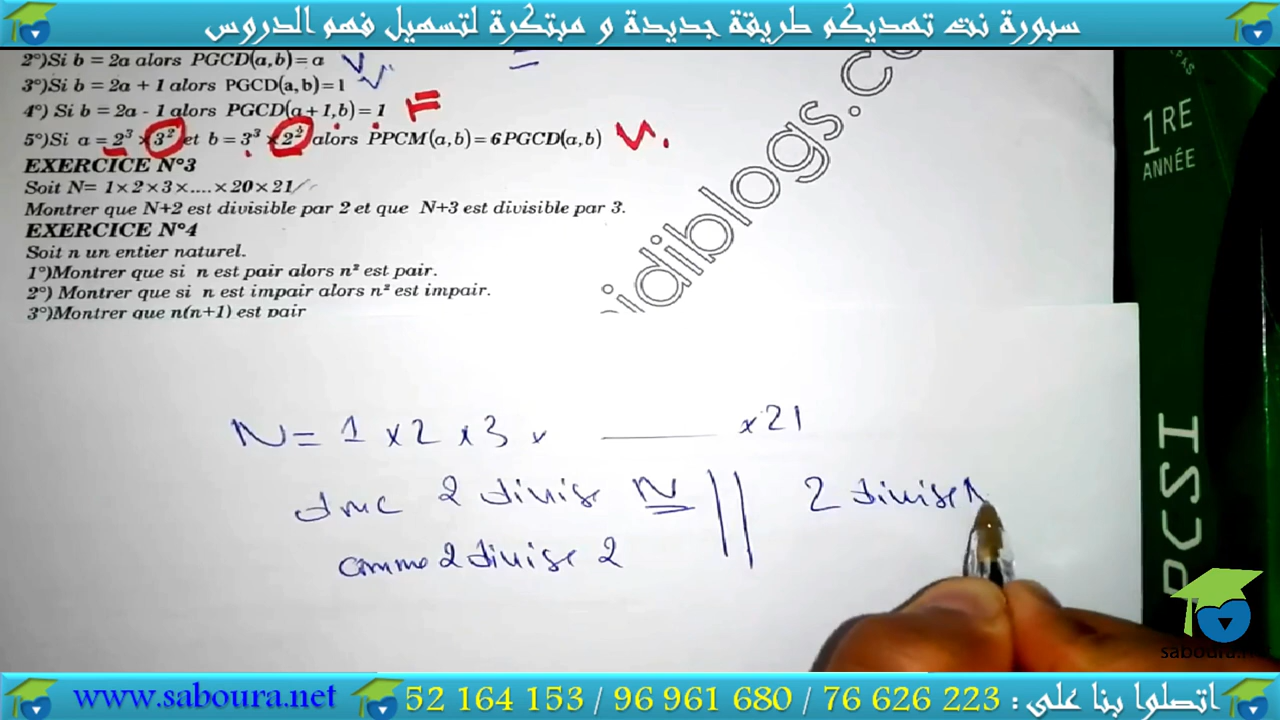 سبورة نت تهديكم طريقة جديدة و مبتكرة لتسهيل فهم الدروس
2°)Si b = 2a alors PGCD(a,b)=a V
3°)Si b = 2a + 1 alors PGCD(a,b)=1 V
4°) Si b = 2a - 1 alors PGCD(a+1,b)=1 F
5°)Si a = 2³ × 3² et b = 3³ × 2² alors PPCM(a,b)=6PGCD(a,b) V.
EXERCICE N°3
Soit N= 1×2×3×....×20×21
Montrer que N+2 est divisible par 2 et que N+3 est divisible par 3.
EXERCICE N°4
Soit n un entier naturel.
1°)Montrer que si n est pair alors n² est pair.
2°) Montrer que si n est impair alors n² est impair.
3°)Montrer que n(n+1) est pair
idiblogs.c
1RE
ANNÉE
N = 1 × 2 × 3 × ——— × 21
donc 2 divise N || 2 divise N
comme 2 divise 2
saboura
www.saboura.net
52 164 153 / 96 961 680 / 76 626 223 : اتصلوا بنا على